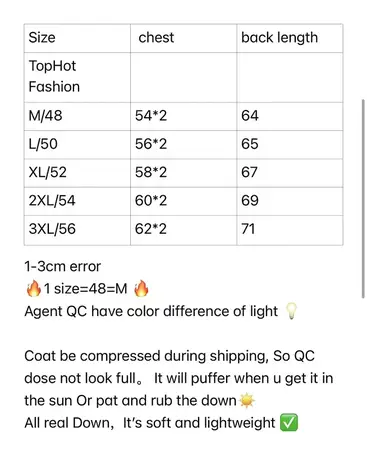 Size chest back length
TopHot
Fashion
M/48 54*2 64
L/50 56*2 65
XL/52 58*2 67
2XL/54 60*2 69
3XL/56 62*2 71
1-3cm error
🔥1 size=48=M 🔥
Agent QC have color difference of light 💡
Coat be compressed during shipping, So QC
dose not look full。 It will puffer when u get it in
the sun Or pat and rub the down☀️
All real Down，It's soft and lightweight ✅